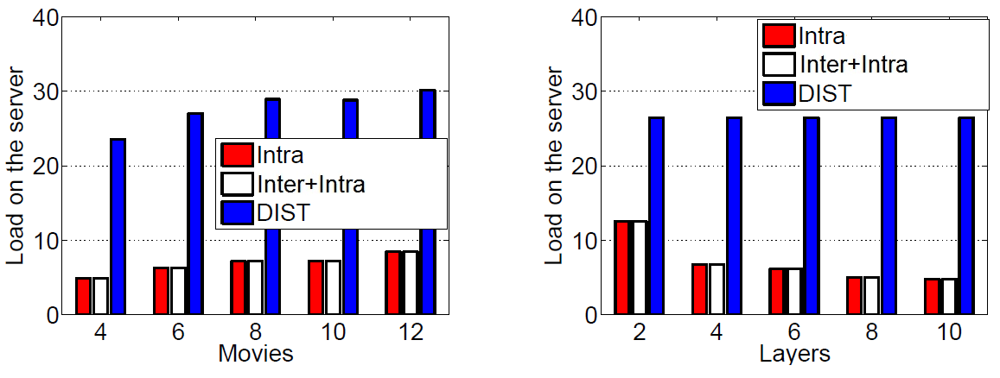 Load on the server
40
30
20
10
0
Intra
Inter+Intra
DIST
4 6 8 10 12
Movies
Load on the server
40
30
20
10
0
Intra
Inter+Intra
DIST
2 4 6 8 10
Layers